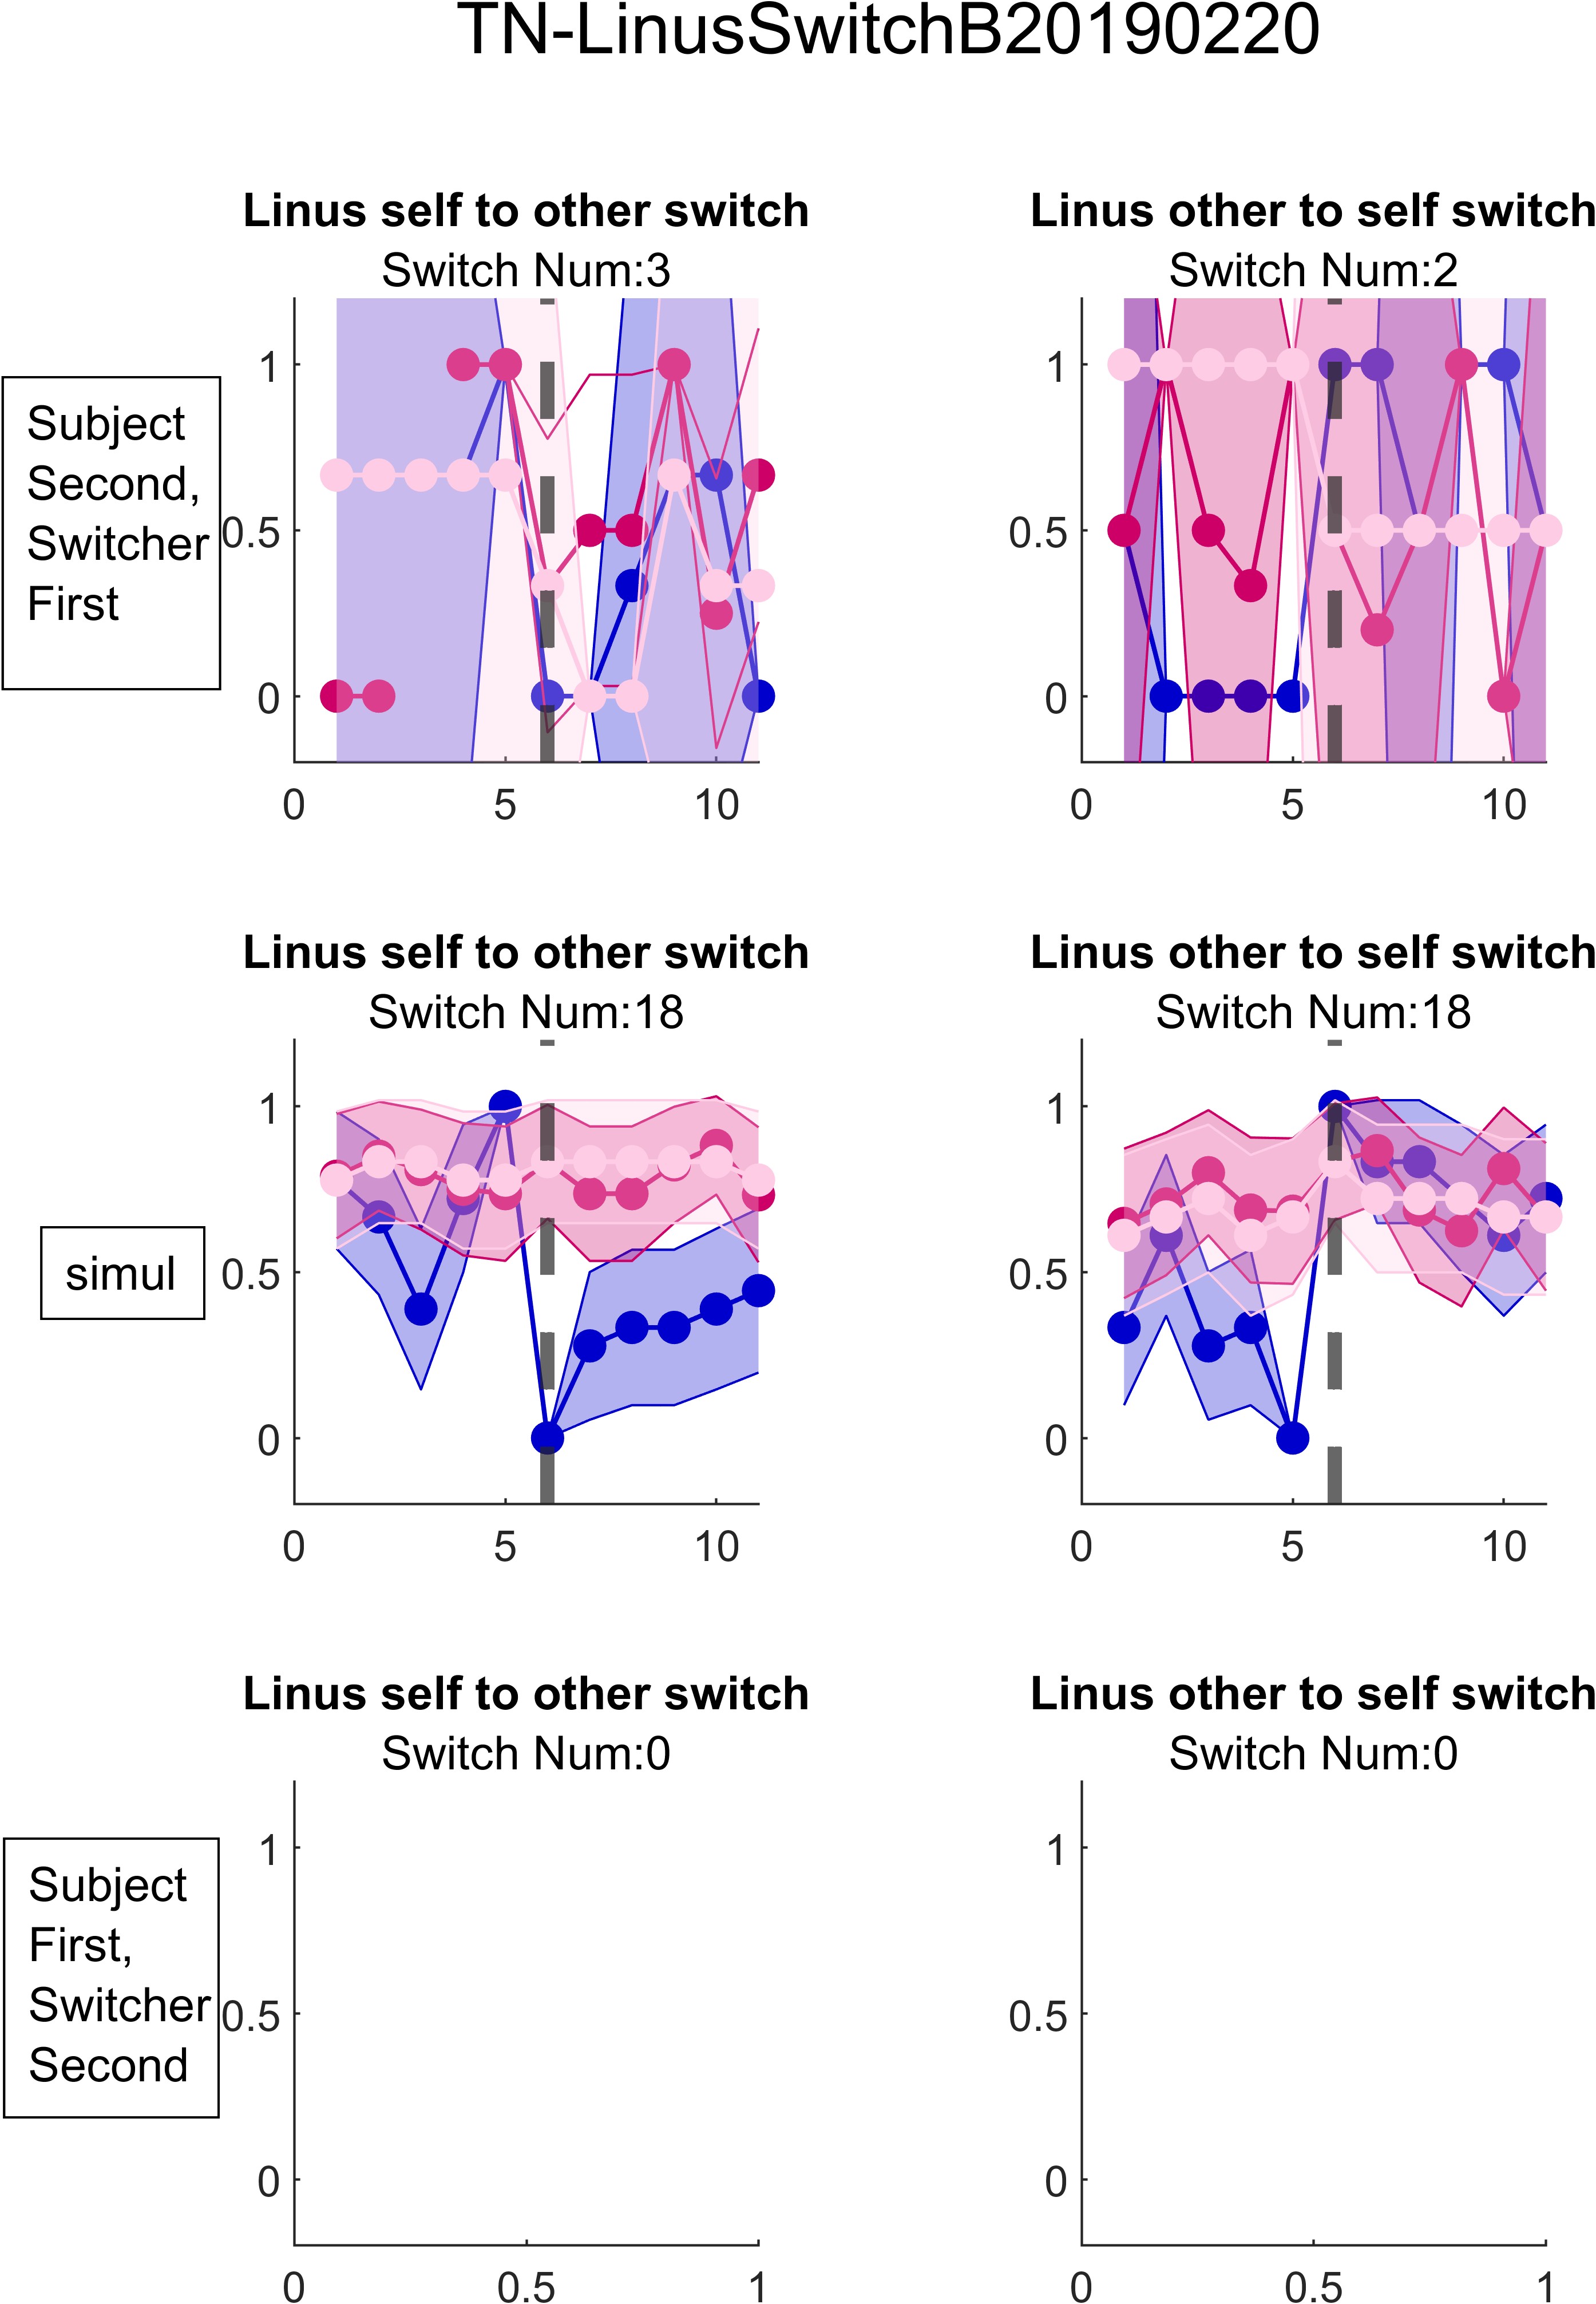 TN-LinusSwitchB20190220
Linus self to other switch
Switch Num:3
Linus other to self switch
Switch Num:2
Subject
Second,
Switcher
First
1
0.5
0
0 5 10
1
0.5
0
0 5 10
Linus self to other switch
Switch Num:18
Linus other to self switch
Switch Num:18
simul
1
0.5
0
0 5 10
1
0.5
0
0 5 10
Linus self to other switch
Switch Num:0
Linus other to self switch
Switch Num:0
Subject
First,
Switcher
Second
1
0.5
0
0 0.5 1
1
0.5
0
0 0.5 1